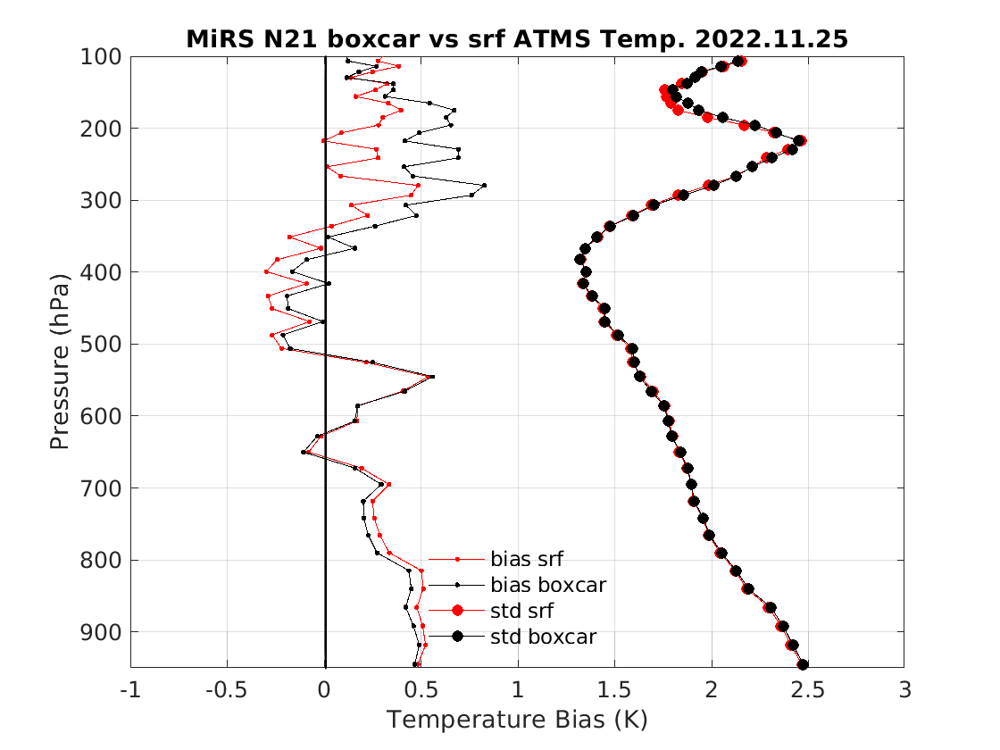 MiRS N21 boxcar vs srf ATMS Temp. 2022.11.25
100
200
300
400
500
600
700
800
900
Pressure (hPa)
bias srf
bias boxcar
std srf
std boxcar
-1 -0.5 0 0.5 1 1.5 2 2.5 3
Temperature Bias (K)